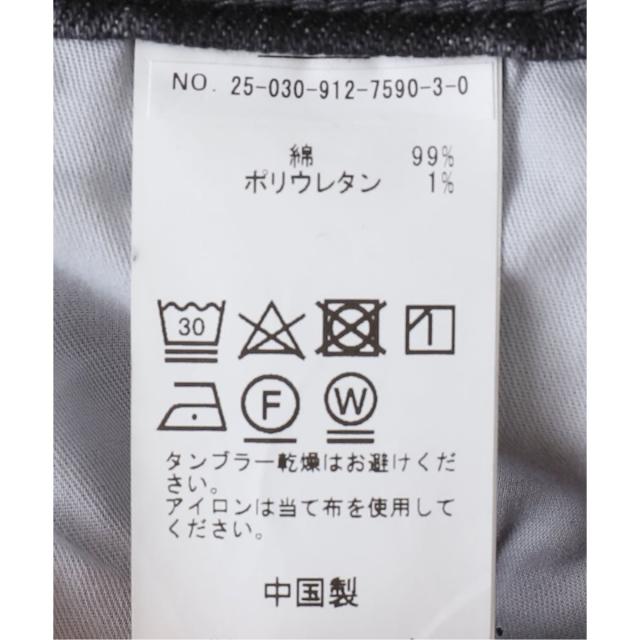 NO. 25-030-912-7590-3-0
綿 99%
ポリウレタン 1%
30
F
W
タンブラー乾燥はお避けくだ
さい。
アイロンは当て布を使用して
ください。
中国製